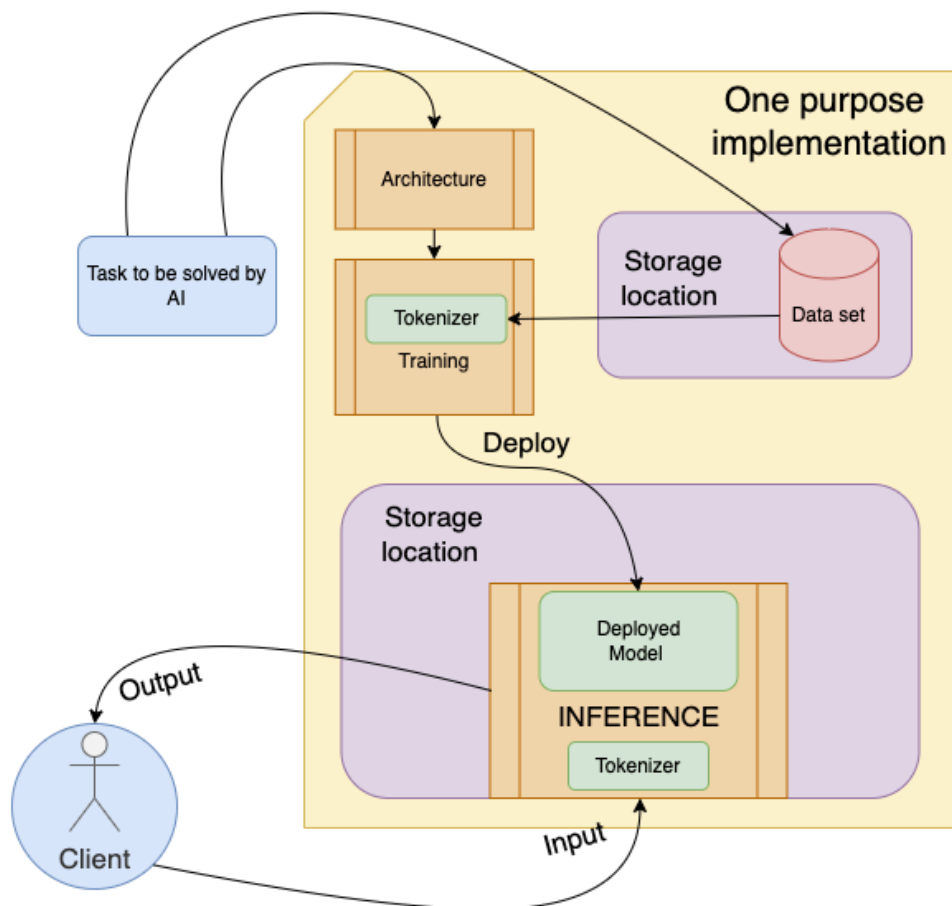 One purpose
implementation
Architecture
Task to be solved by
AI
Storage
location
Data set
Tokenizer
Training
Deploy
Storage
location
Deployed
Model
INFERENCE
Tokenizer
Output
Input
Client